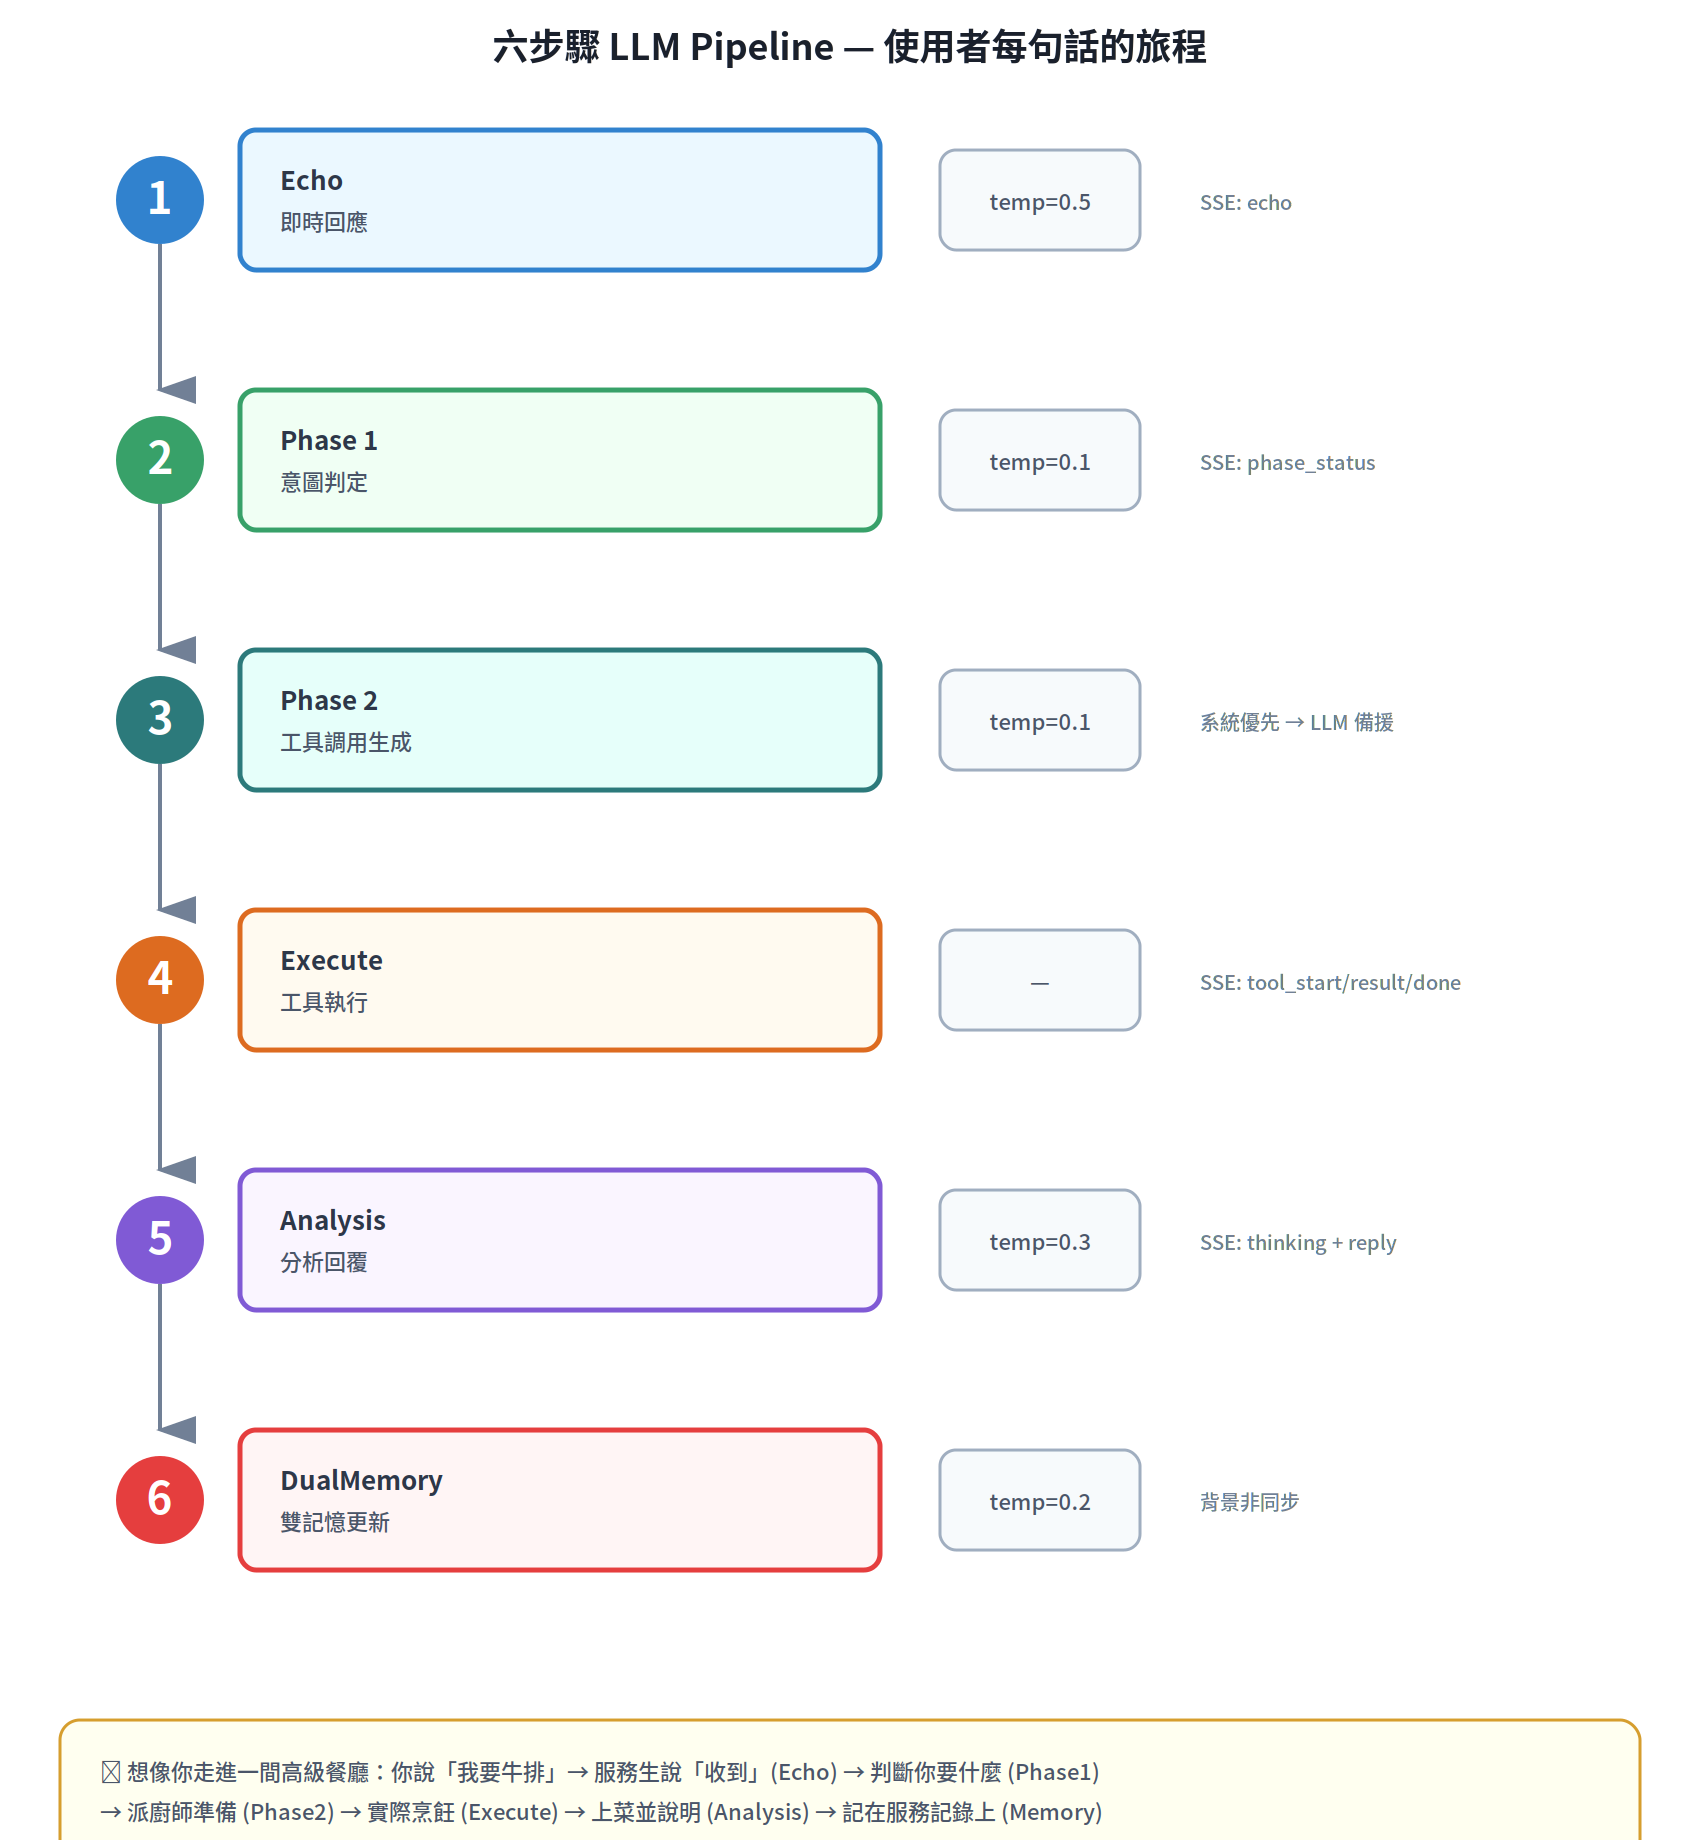 六步驟 LLM Pipeline — 使用者每句話的旅程
1
Echo
即時回應
temp=0.5
SSE: echo
2
Phase 1
意圖判定
temp=0.1
SSE: phase_status
3
Phase 2
工具調用生成
temp=0.1
系統優先 → LLM 備援
4
Execute
工具執行
—
SSE: tool_start/result/done
5
Analysis
分析回覆
temp=0.3
SSE: thinking + reply
6
DualMemory
雙記憶更新
temp=0.2
背景非同步
想像你走進一間高級餐廳：你說「我要牛排」→ 服務生說「收到」(Echo) → 判斷你要什麼 (Phase1)
→ 派廚師準備 (Phase2) → 實際烹飪 (Execute) → 上菜並說明 (Analysis) → 記在服務記錄上 (Memory)